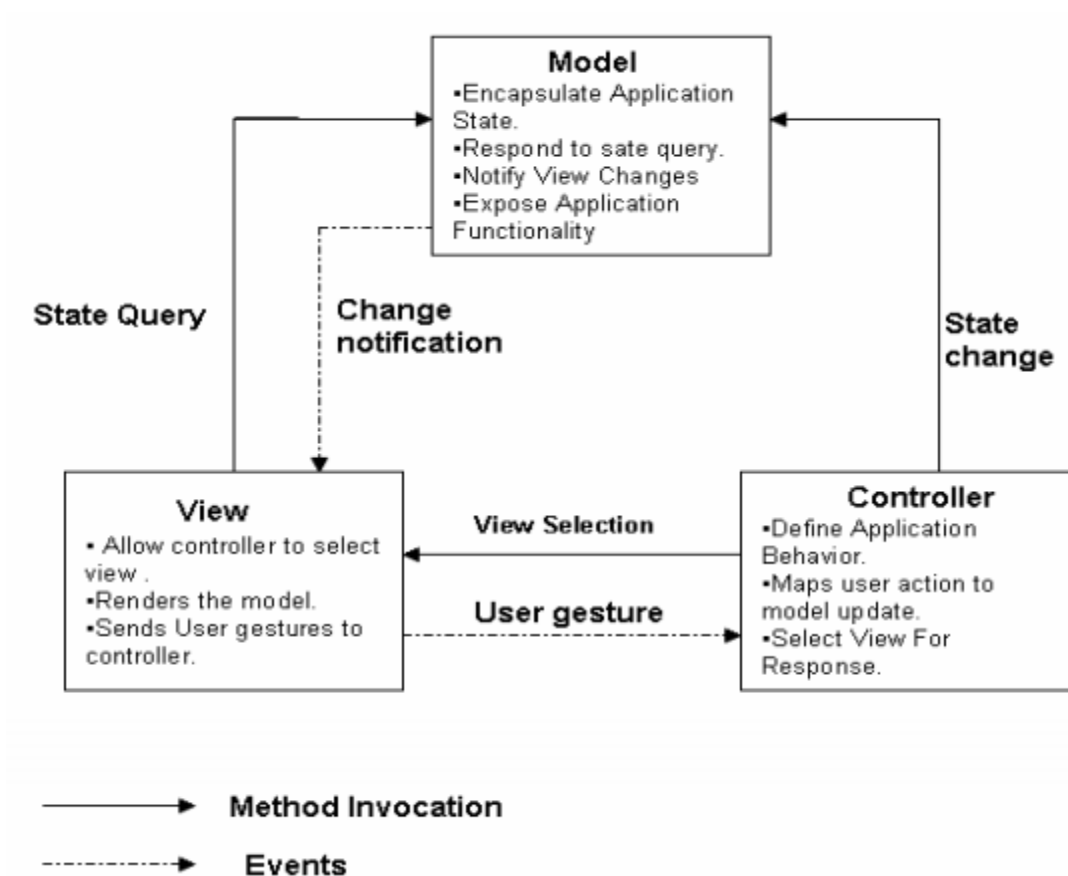 Model
▪Encapsulate Application
State.
▪Respond to sate query.
▪Notify View Changes
▪Expose Application
Functionality
State Query
Change
notification
State
change
View
▪ Allow controller to select
view .
▪Renders the model.
▪Sends User gestures to
controller.
View Selection
User gesture
Controller
▪Define Application
Behavior.
▪Maps user action to
model update.
▪Select View For
Response.
Method Invocation
Events